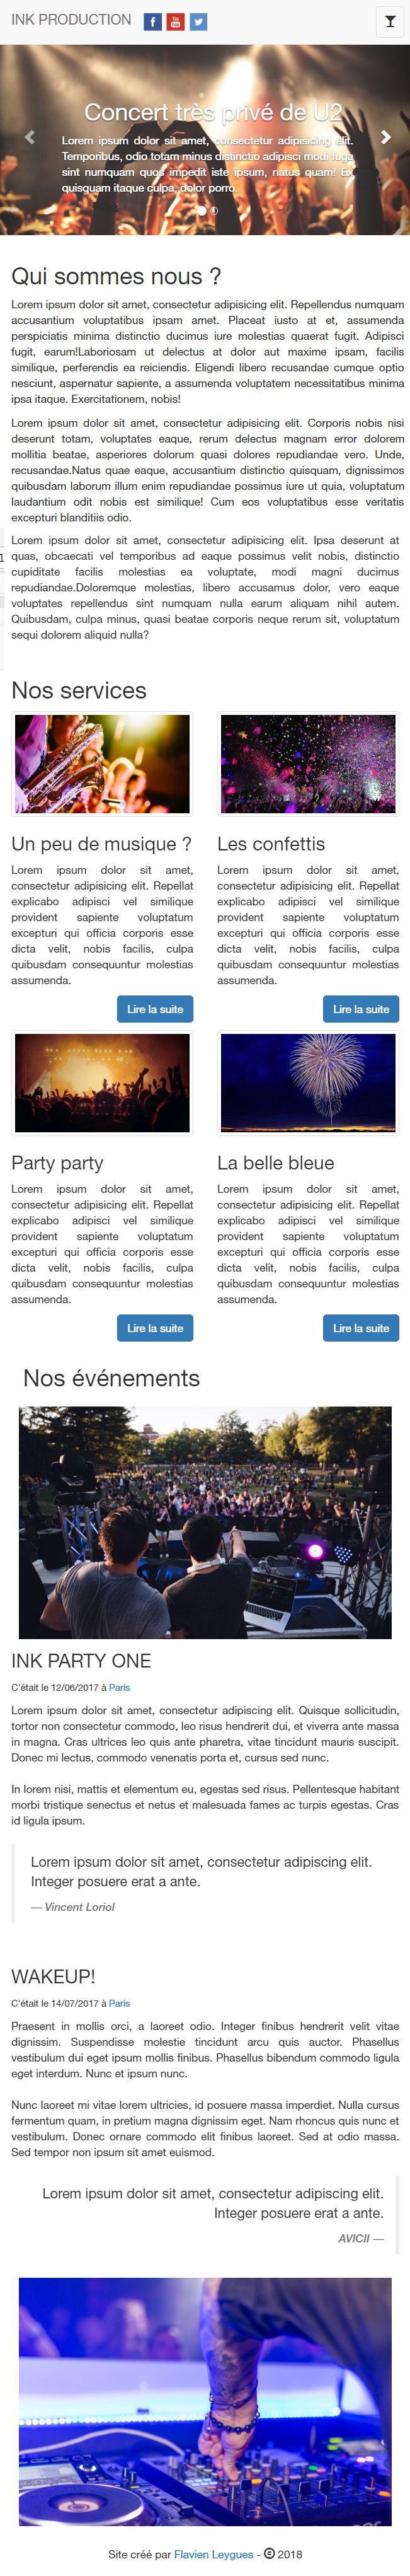 INK PRODUCTION
Concert très privé de U2
Lorem ipsum dolor sit amet, consectetur adipisicing elit.
Temporibus, odio totam minus distinctio adipisci modi fuga
sint numquam quos impedit iste ipsum, natus quam! Ex
quisquam itaque culpa, dolor porro.
Qui sommes nous ?
Lorem ipsum dolor sit amet, consectetur adipisicing elit. Repellendus numquam
accusantium voluptatibus ipsam amet. Placeat iusto at et, assumenda
perspiciatis minima distinctio ducimus iure molestias quaerat fugit. Adipisci
fugit, earum!Laboriosam ut delectus at dolor aut maxime ipsam, facilis
similique, perferendis ea reiciendis. Eligendi libero recusandae cumque optio
nesciunt, aspernatur sapiente, a assumenda voluptatem necessitatibus minima
ipsa itaque. Exercitationem, nobis!
Lorem ipsum dolor sit amet, consectetur adipisicing elit. Corporis nobis nisi
deserunt totam, voluptates eaque, rerum delectus magnam error dolorem
mollitia beatae, asperiores dolorum quasi dolores repudiandae vero. Unde,
recusandae.Natus quae eaque, accusantium distinctio quisquam, dignissimos
quibusdam laborum illum enim repudiandae possimus iure ut quia, voluptatum
laudantium odit nobis est similique! Cum eos voluptatibus esse veritatis
excepturi blanditiis odio.
Lorem ipsum dolor sit amet, consectetur adipisicing elit. Ipsa deserunt at
quas, obcaecati vel temporibus ad eaque possimus velit nobis, distinctio
cupiditate facilis molestias ea voluptate, modi magni ducimus
repudiandae.Doloremque molestias, libero accusamus dolor, vero eaque
voluptates repellendus sint numquam nulla earum aliquam nihil autem.
Quibusdam, culpa minus, quasi beatae corporis neque rerum sit, voluptatum
sequi dolorem aliquid nulla?
Nos services
Un peu de musique ?
Lorem ipsum dolor sit amet,
consectetur adipisicing elit. Repellat
explicabo adipisci vel similique
provident sapiente voluptatum
excepturi qui officia corporis esse
dicta velit, nobis facilis, culpa
quibusdam consequuntur molestias
assumenda.
Lire la suite
Les confettis
Lorem ipsum dolor sit amet,
consectetur adipisicing elit. Repellat
explicabo adipisci vel similique
provident sapiente voluptatum
excepturi qui officia corporis esse
dicta velit, nobis facilis, culpa
quibusdam consequuntur molestias
assumenda.
Lire la suite
Party party
Lorem ipsum dolor sit amet,
consectetur adipisicing elit. Repellat
explicabo adipisci vel similique
provident sapiente voluptatum
excepturi qui officia corporis esse
dicta velit, nobis facilis, culpa
quibusdam consequuntur molestias
assumenda.
Lire la suite
La belle bleue
Lorem ipsum dolor sit amet,
consectetur adipisicing elit. Repellat
explicabo adipisci vel similique
provident sapiente voluptatum
excepturi qui officia corporis esse
dicta velit, nobis facilis, culpa
quibusdam consequuntur molestias
assumenda.
Lire la suite
Nos événements
INK PARTY ONE
C'était le 12/06/2017 à Paris
Lorem ipsum dolor sit amet, consectetur adipiscing elit. Quisque sollicitudin,
tortor non consectetur commodo, leo risus hendrerit dui, et viverra ante massa
in magna. Cras ultrices leo quis ante pharetra, vitae tincidunt mauris suscipit.
Donec mi lectus, commodo venenatis porta et, cursus sed nunc.
In lorem nisi, mattis et elementum eu, egestas sed risus. Pellentesque habitant
morbi tristique senectus et netus et malesuada fames ac turpis egestas. Cras
id ligula ipsum.
Lorem ipsum dolor sit amet, consectetur adipiscing elit.
Integer posuere erat a ante.
— Vincent Loriol
WAKEUP!
C'était le 14/07/2017 à Paris
Praesent in mollis orci, a laoreet odio. Integer finibus hendrerit velit vitae
dignissim. Suspendisse molestie tincidunt arcu quis auctor. Phasellus
vestibulum dui eget ipsum mollis finibus. Phasellus bibendum commodo ligula
eget interdum. Nunc et ipsum nunc.
Nunc laoreet mi vitae lorem ultricies, id posuere massa imperdiet. Nulla cursus
fermentum quam, in pretium magna dignissim eget. Nam rhoncus quis nunc et
vestibulum. Donec ornare commodo elit finibus laoreet. Sed at odio massa.
Sed tempor non ipsum sit amet euismod.
Lorem ipsum dolor sit amet, consectetur adipiscing elit.
Integer posuere erat a ante.
AVICII —
Site créé par Flavien Leygues - © 2018